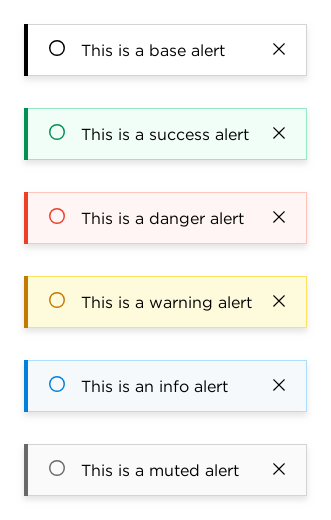 This is a base alert
This is a success alert
This is a danger alert
This is a warning alert
This is an info alert
This is a muted alert